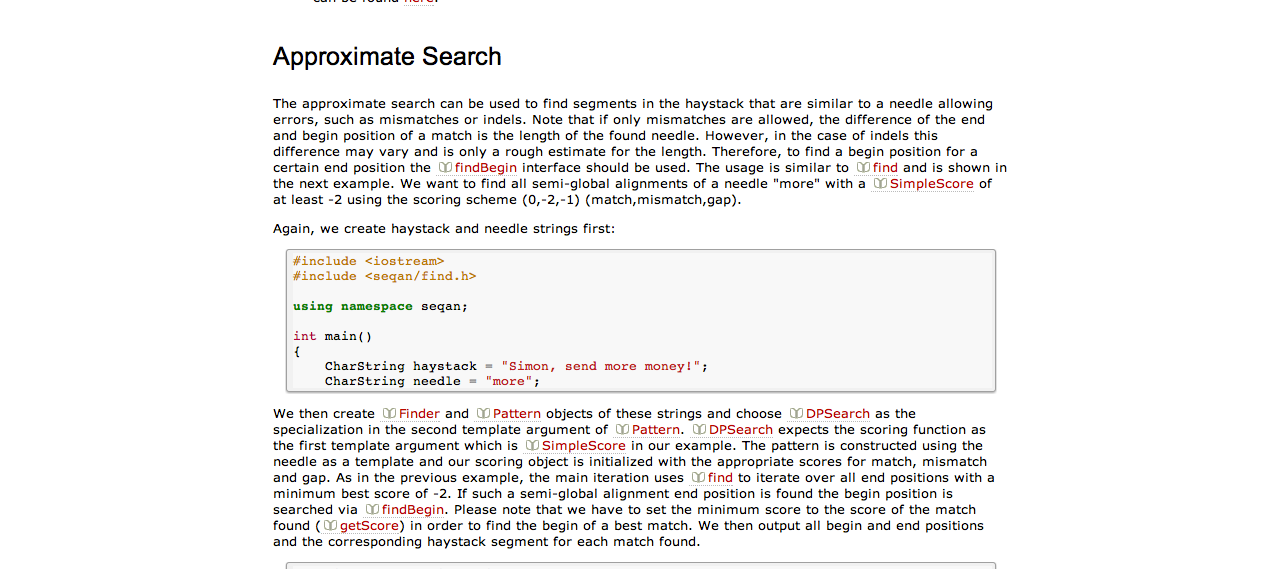 can be found here.
Approximate Search
The approximate search can be used to find segments in the haystack that are similar to a needle allowing
errors, such as mismatches or indels. Note that if only mismatches are allowed, the difference of the end
and begin position of a match is the length of the found needle. However, in the case of indels this
difference may vary and is only a rough estimate for the length. Therefore, to find a begin position for a
certain end position the findBegin interface should be used. The usage is similar to find and is shown in
the next example. We want to find all semi-global alignments of a needle "more" with a SimpleScore of
at least -2 using the scoring scheme (0,-2,-1) (match,mismatch,gap).
Again, we create haystack and needle strings first:
#include <iostream>
#include <seqan/find.h>
using namespace seqan;
int main()
{
CharString haystack = "Simon, send more money!";
CharString needle = "more";
We then create Finder and Pattern objects of these strings and choose DPSearch as the
specialization in the second template argument of Pattern. DPSearch expects the scoring function as
the first template argument which is SimpleScore in our example. The pattern is constructed using the
needle as a template and our scoring object is initialized with the appropriate scores for match, mismatch
and gap. As in the previous example, the main iteration uses find to iterate over all end positions with a
minimum best score of -2. If such a semi-global alignment end position is found the begin position is
searched via findBegin. Please note that we have to set the minimum score to the score of the match
found (getScore) in order to find the begin of a best match. We then output all begin and end positions
and the corresponding haystack segment for each match found.